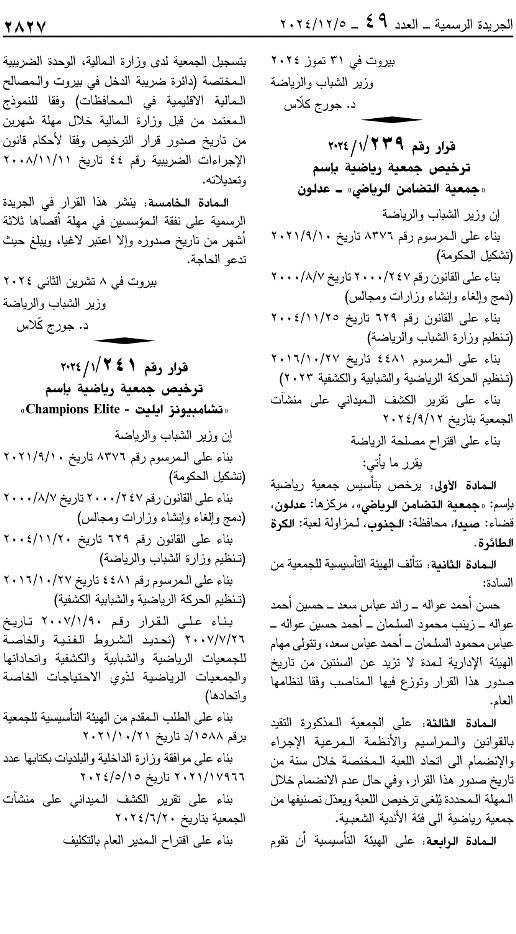 الجريدة الرسمية – العدد ٤٩ – ٢٠٢٤/١٢/٥
٢٨٢٧
بيروت في ٣١ تموز ٢٠٢٤
وزير الشباب والرياضة
د. جورج كلاس
قرار رقم ٢٠٢٤/١/٢٣٩
ترخيص جمعية رياضية بإسم
«جمعية التضامن الرياضي» – عدلون
إن وزير الشباب والرياضة
بناء على المرسوم رقم ٨٣٧٦ تاريخ ٢٠٢١/٩/١٠
(تشكيل الحكومة)
بناء على القانون رقم ٢٠٠٠/٢٤٧ تاريخ ٢٠٠٠/٨/٧
(دمج وإلغاء وإنشاء وزارات ومجالس)
بناء على القانون رقم ٦٢٩ تاريخ ٢٠٠٤/١١/٢٥
(تنظيم وزارة الشباب والرياضة)
بناء على المرسوم ٤٤٨١ تاريخ ٢٠١٦/١٠/٢٧
(تنظيم الحركة الرياضية والشبابية والكشفية ٢٠٢٣)
بناء على تقرير الكشف الميداني على منشآت
الجمعية بتاريخ ٢٠٢٤/٩/١٢
بناء على اقتراح مصلحة الرياضة
يقرر ما يأتي:
المادة الأولى: يرخص بتأسيس جمعية رياضية
بإسم: «جمعية التضامن الرياضي»، مركزها: عدلون،
قضاء: صيدا، محافظة: الجنوب، لمزاولة لعبة: الكرة
الطائرة.
المادة الثانية: تتألف الهيئة التأسيسية للجمعية من
السادة:
حسن أحمد عواله – رائد عباس سعد – حسين أحمد
عواله – زينب محمود السلمان – أحمد حسين عواله –
عباس محمود السلمان – أحمد عباس سعد، وتتولى مهام
الهيئة الإدارية لمدة لا تزيد عن السنتين من تاريخ
صدور هذا القرار وتوزع فيها المناصب وفقا لنظامها
العام.
المادة الثالثة: على الجمعية المذكورة التقيد
بالقوانين والمراسيم والأنظمة المرعية الإجراء
والإنضمام الى اتحاد اللعبة المختصة خلال سنة من
تاريخ صدور هذا القرار، وفي حال عدم الانضمام خلال
المهلة المحددة يُلغى ترخيص اللعبة ويعدّل تصنيفها من
جمعية رياضية الى فئة الأندية الشعبية.
المادة الرابعة: على الهيئة التأسيسية أن تقوم
بتسجيل الجمعية لدى وزارة المالية، الوحدة الضريبية
المختصة (دائرة ضريبة الدخل في بيروت والمصالح
المالية الاقليمية في المحافظات) وفقا للنموذج
المعتمد من قبل وزارة المالية خلال مهلة شهرين
من تاريخ صدور قرار الترخيص وفقا لأحكام قانون
الإجراءات الضريبية رقم ٤٤ تاريخ ٢٠٠٨/١١/١١
وتعديلاته.
المادة الخامسة: ينشر هذا القرار في الجريدة
الرسمية على نفقة المؤسسين في مهلة أقصاها ثلاثة
أشهر من تاريخ صدوره وإلا اعتبر لاغيا، ويبلغ حيث
تدعو الحاجة.
بيروت في ٨ تشرين الثاني ٢٠٢٤
وزير الشباب والرياضة
د. جورج كلّاس
قرار رقم ٢٠٢٤/١/٢٤١
ترخيص جمعية رياضية بإسم
«تشامبيونز ايليت - Champions Elite»
إن وزير الشباب والرياضة
بناء على المرسوم رقم ٨٣٧٦ تاريخ ٢٠٢١/٩/١٠
(تشكيل الحكومة)
بناء على القانون رقم ٢٠٠٠/٢٤٧ تاريخ ٢٠٠٠/٨/٧
(دمج وإلغاء وإنشاء وزارات ومجالس)
بناء على القانون رقم ٦٢٩ تاريخ ٢٠٠٤/١١/٢٠
(تنظيم وزارة الشباب والرياضة)
بناء على المرسوم رقم ٤٤٨١ تاريخ ٢٠١٦/١٠/٢٧
(تنظيم الحركة الرياضية والشبابية الكشفية)
بناء على القرار رقم ٢٠٠٧/١/٩٠ تاريخ
٢٠٠٧/٧/٢٦ (تحديد الشروط الفنية والخاصة
للجمعيات الرياضية والشبابية والكشفية واتحاداتها
والجمعيات الرياضية لذوي الاحتياجات الخاصة
واتحادها)
بناء على الطلب المقدم من الهيئة التأسيسية للجمعية
برقم ١٥٨٨/د تاريخ ٢٠٢١/١٠/٢١
بناء على موافقة وزارة الداخلية والبلديات بكتابها عدد
٢٠٢١/١٧٩٦٦ تاريخ ٢٠٢٤/٥/١٥
بناء على تقرير الكشف الميداني على منشآت
الجمعية بتاريخ ٢٠٢٤/٦/٢٠
بناء على اقتراح المدير العام بالتكليف